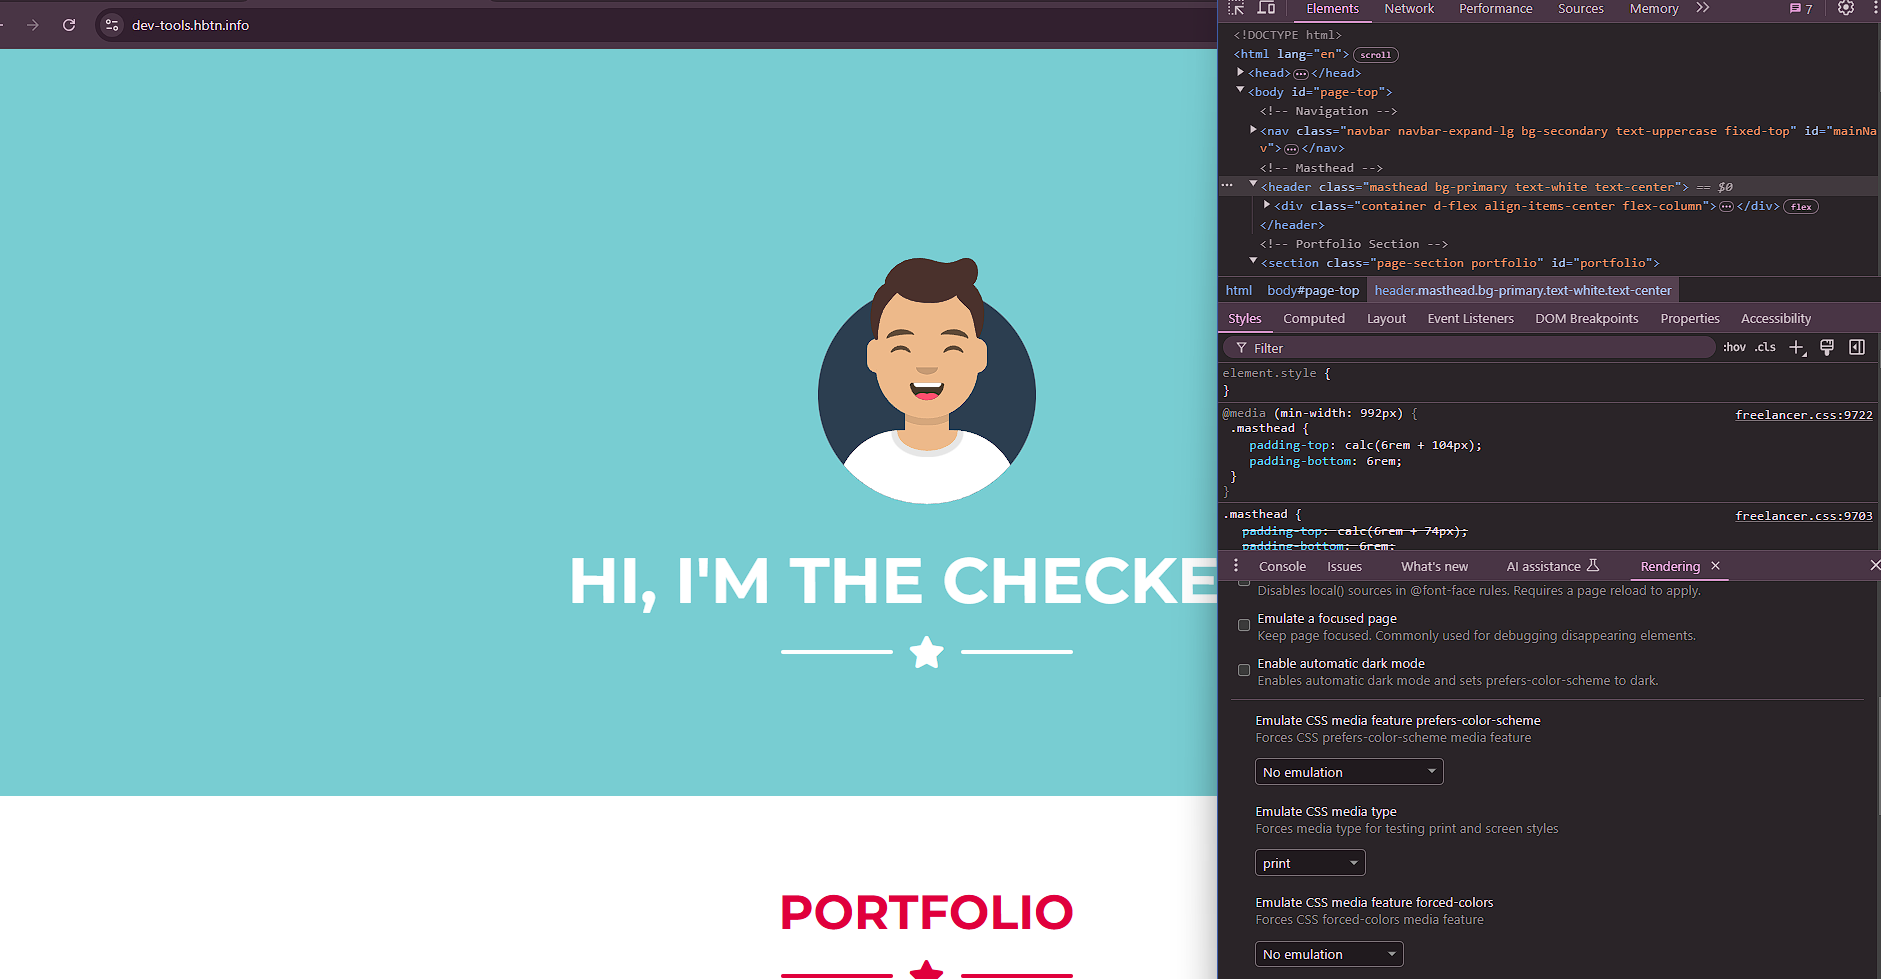 dev-tools.hbtn.info
HI, I'M THE CHECKE
PORTFOLIO
Elements Network Performance Sources Memory 7
<!DOCTYPE html>
<html lang="en"> scroll
<head> </head>
<body id="page-top">
<!-- Navigation -->
<nav class="navbar navbar-expand-lg bg-secondary text-uppercase fixed-top" id="mainNa
v"> </nav>
<!-- Masthead -->
<header class="masthead bg-primary text-white text-center"> == $0
<div class="container d-flex align-items-center flex-column"> </div> flex
</header>
<!-- Portfolio Section -->
<section class="page-section portfolio" id="portfolio">
html body#page-top header.masthead.bg-primary.text-white.text-center
Styles Computed Layout Event Listeners DOM Breakpoints Properties Accessibility
Filter :hov .cls
element.style {
}
@media (min-width: 992px) { freelancer.css:9722
.masthead {
padding-top: calc(6rem + 104px);
padding-bottom: 6rem;
}
}
.masthead { freelancer.css:9703
padding-top: calc(6rem + 74px);
padding-bottom: 6rem;
Console Issues What's new AI assistance Rendering
Disables local() sources in @font-face rules. Requires a page reload to apply.
Emulate a focused page
Keep page focused. Commonly used for debugging disappearing elements.
Enable automatic dark mode
Enables automatic dark mode and sets prefers-color-scheme to dark.
Emulate CSS media feature prefers-color-scheme
Forces CSS prefers-color-scheme media feature
No emulation
Emulate CSS media type
Forces media type for testing print and screen styles
print
Emulate CSS media feature forced-colors
Forces CSS forced-colors media feature
No emulation